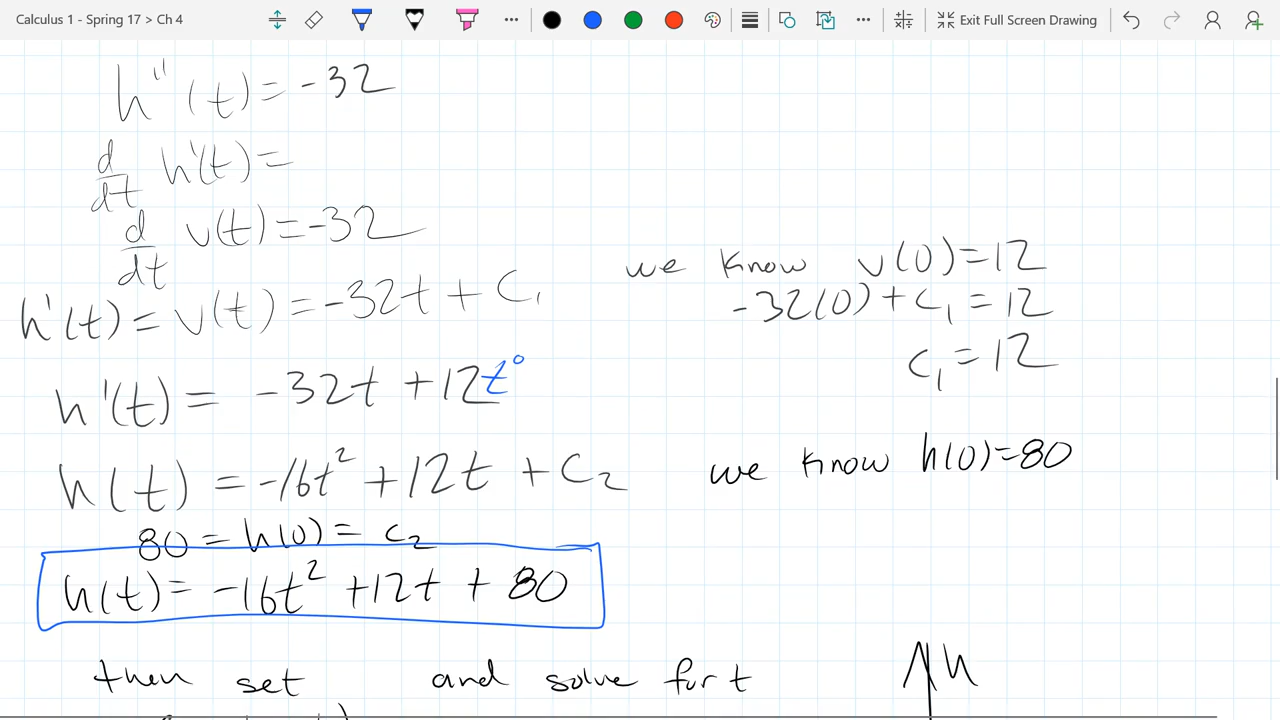 Calculus 1 - Spring 17 > Ch 4
Exit Full Screen Drawing
h''(t) = -32
d/dt h'(t) =
d/dt v(t) = -32
we know v(0) = 12
h'(t) = v(t) = -32t + C₁
-32(0) + C₁ = 12
C₁ = 12
h'(t) = -32t + 12t⁰
we know h(0) = 80
h(t) = -16t² + 12t + C₂
80 = h(0) = C₂
h(t) = -16t² + 12t + 80
then set and solve for t
h